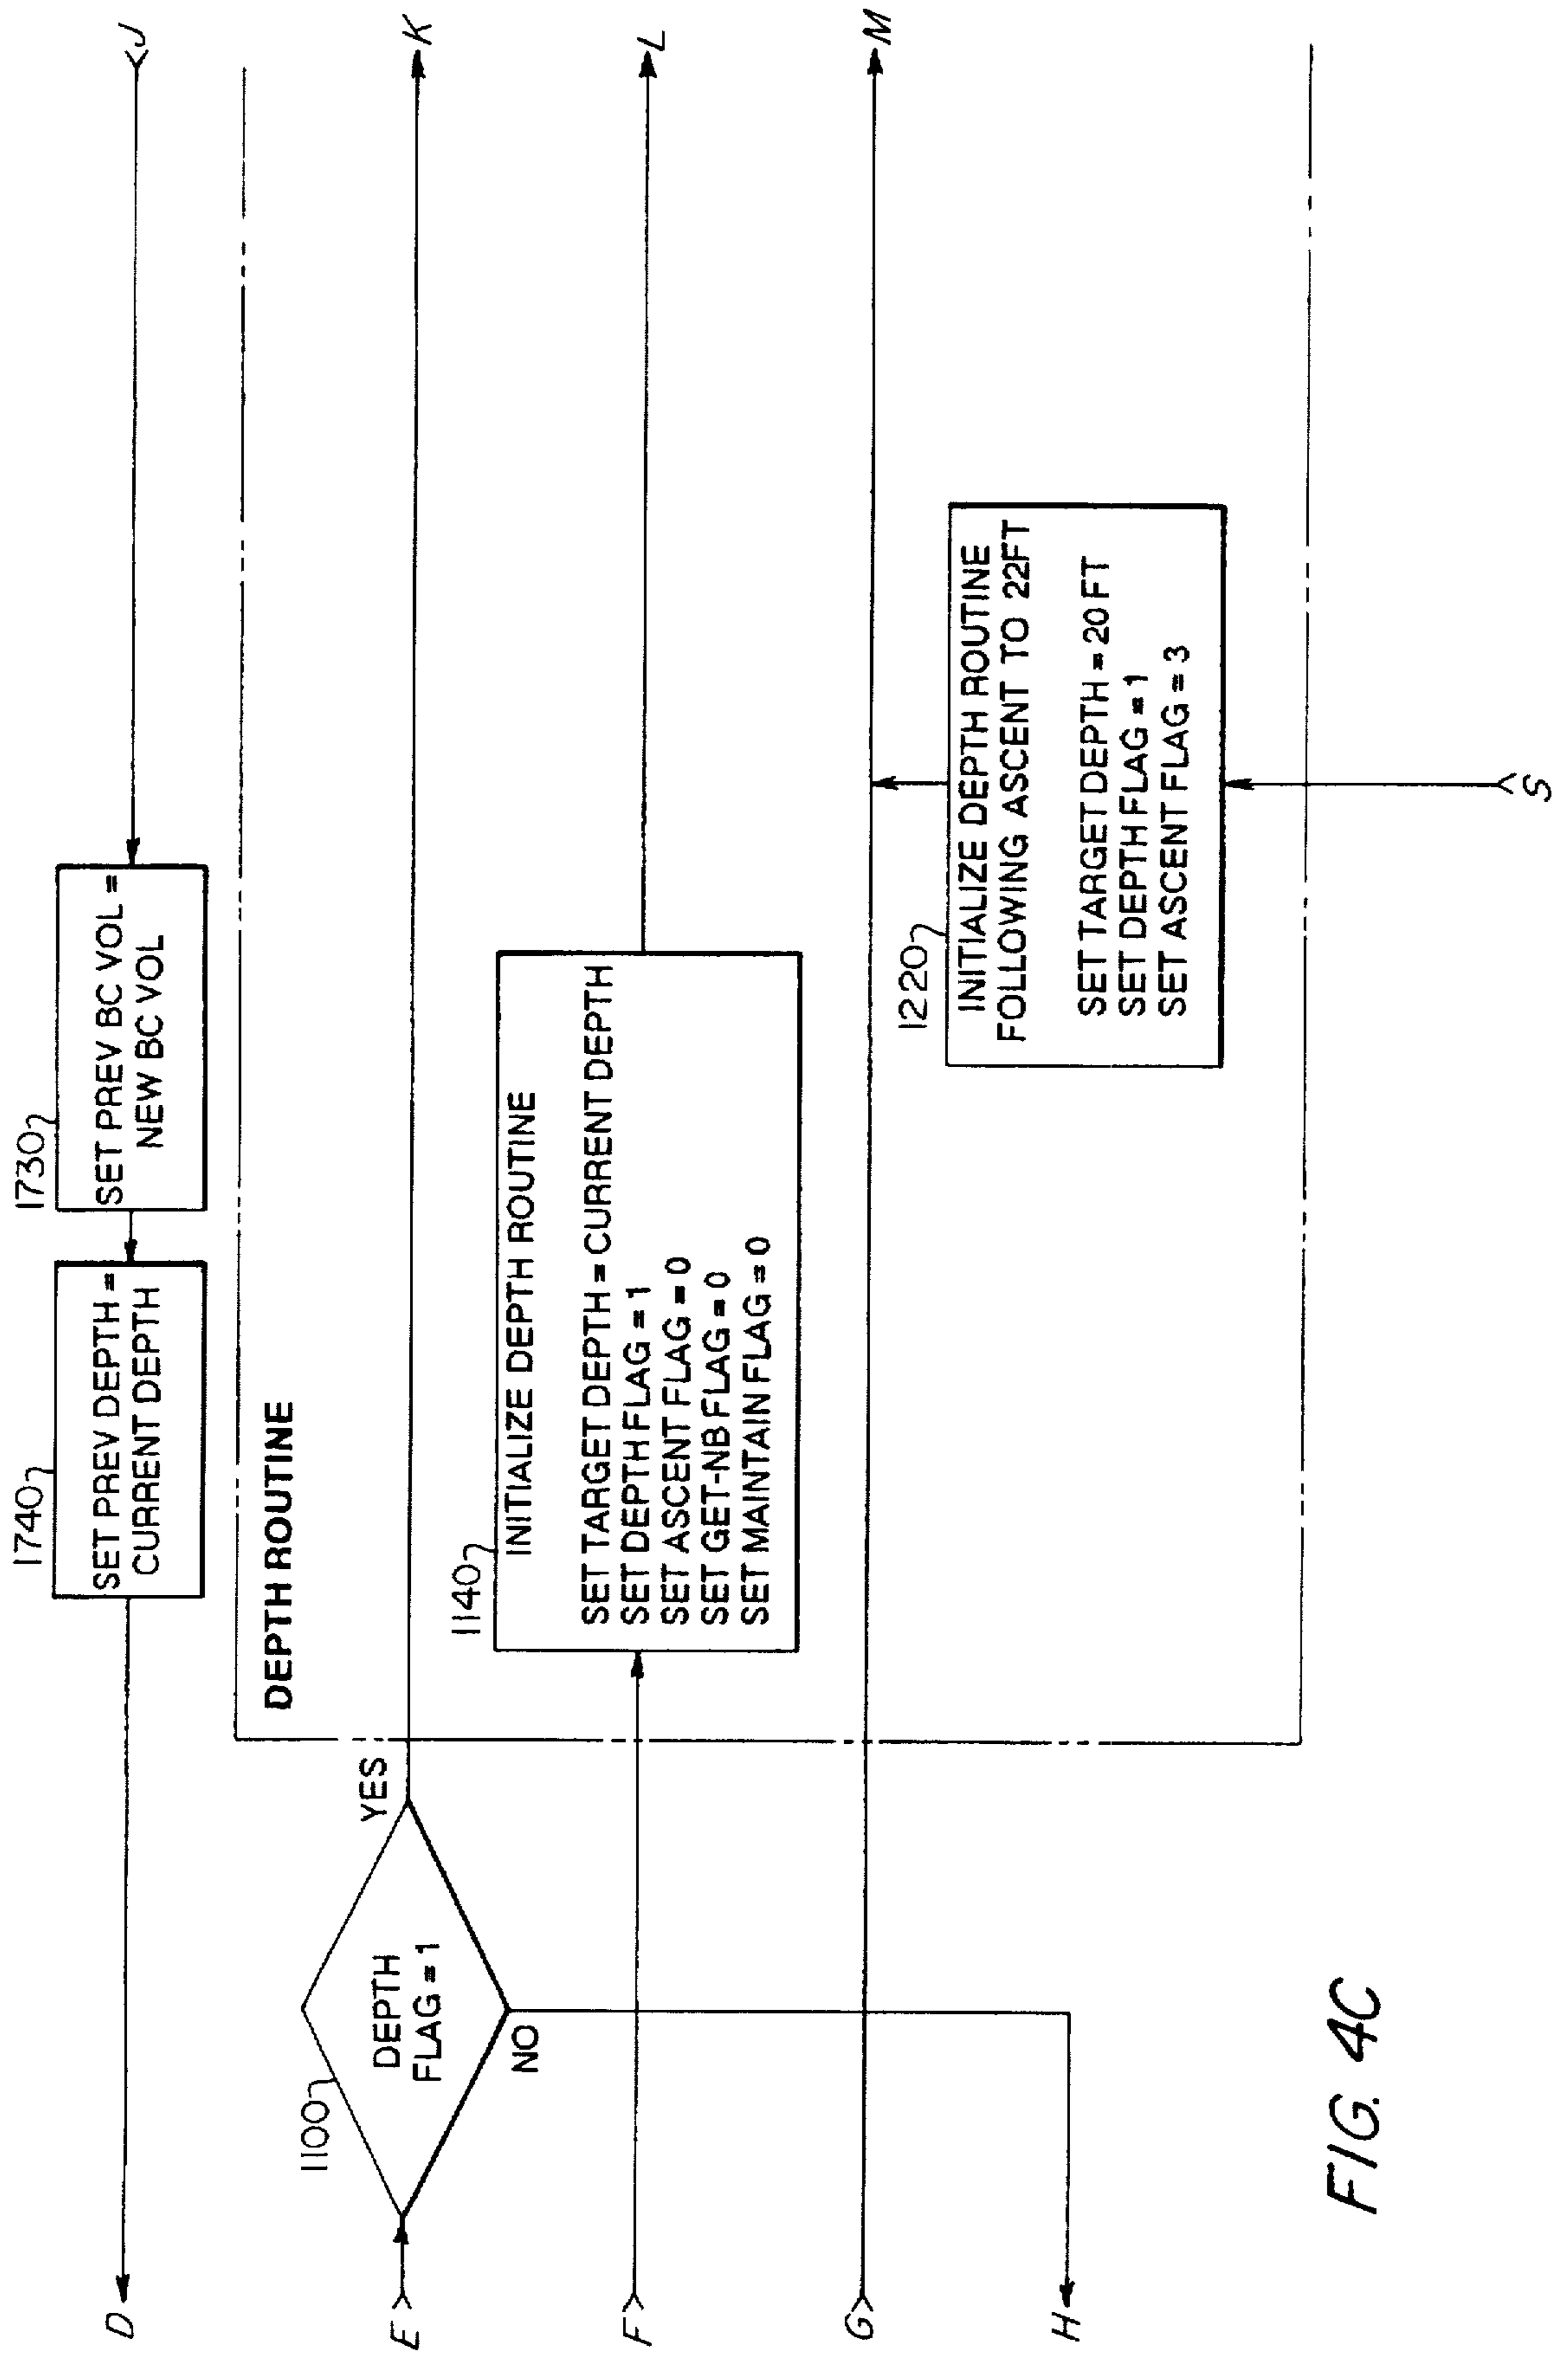 D
1740
SET PREV DEPTH =
CURRENT DEPTH
1730
SET PREV BC VOL =
NEW BC VOL
J
DEPTH ROUTINE
E
1100
DEPTH
FLAG = 1
YES
NO
K
F
1140
INITIALIZE DEPTH ROUTINE
SET TARGET DEPTH = CURRENT DEPTH
SET DEPTH FLAG = 1
SET ASCENT FLAG = 0
SET GET-NB FLAG = 0
SET MAINTAIN FLAG = 0
L
G
M
1220
INITIALIZE DEPTH ROUTINE
FOLLOWING ASCENT TO 22FT
SET TARGET DEPTH = 20 FT
SET DEPTH FLAG = 1
SET ASCENT FLAG = 3
H
S
FIG. 4C